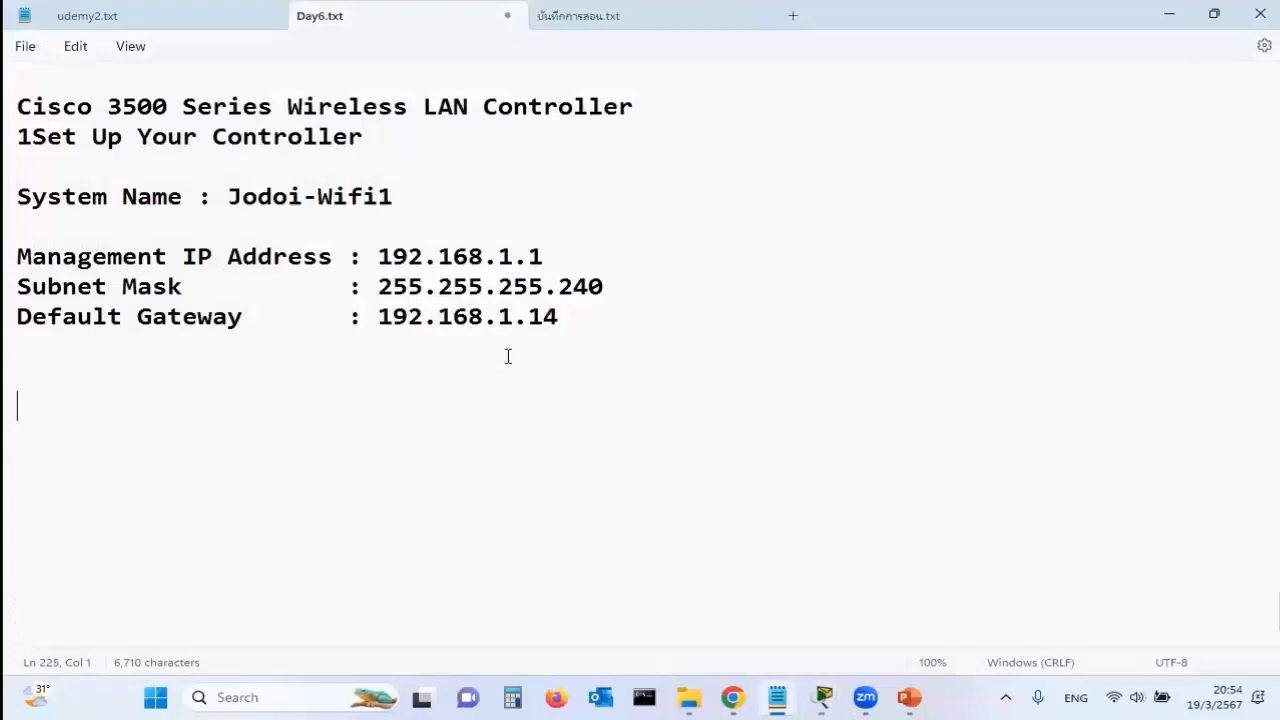 udemy2.txt
Day6.txt
บันทึกการสอน.txt
File
Edit
View
Cisco 3500 Series Wireless LAN Controller
1Set Up Your Controller
System Name : Jodoi-Wifi1
Management IP Address : 192.168.1.1
Subnet Mask : 255.255.255.240
Default Gateway : 192.168.1.14
Ln 225, Col 1
6,710 characters
100%
Windows (CRLF)
UTF-8
31°
Search
zm
ENG
20:54
19/3/2567